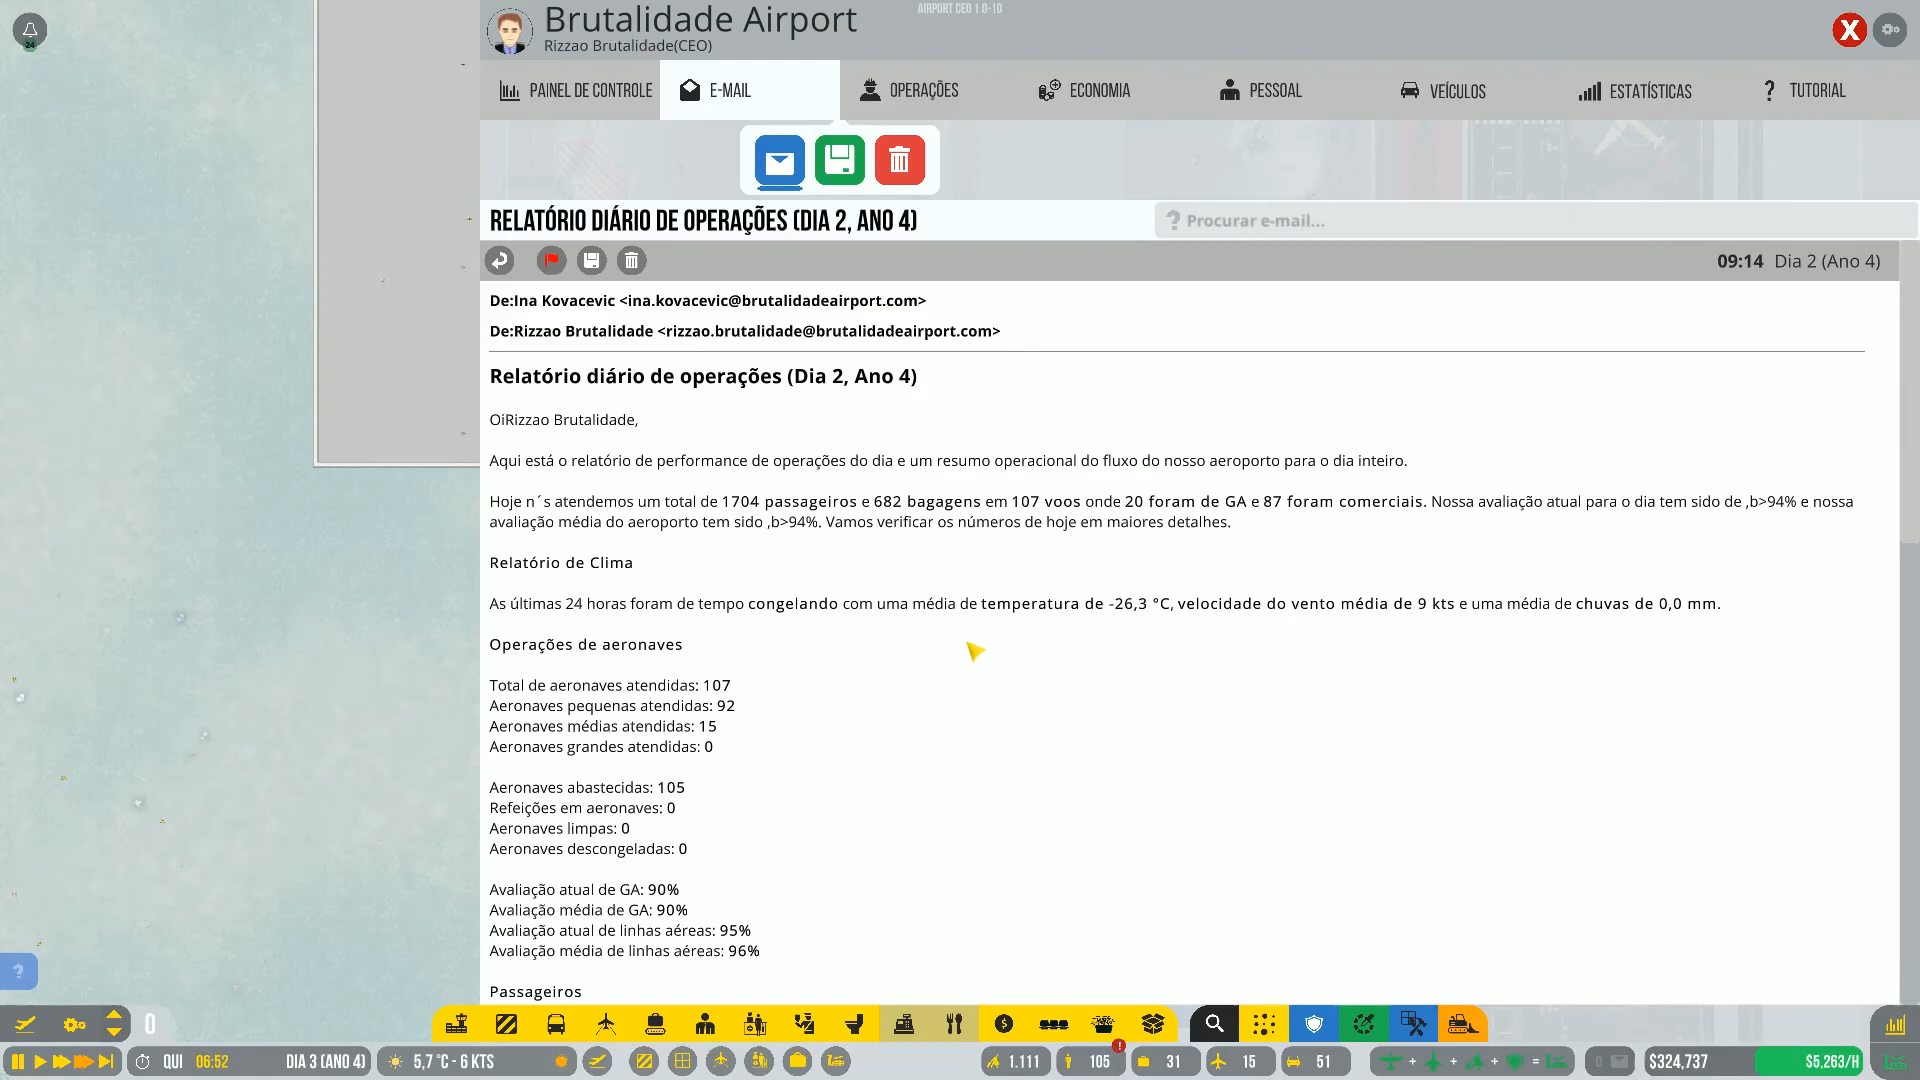 24
AIRPORT CEO 1.0-10
Brutalidade Airport
Rizzao Brutalidade(CEO)
X
PAINEL DE CONTROLE
E-MAIL
OPERAÇÕES
ECONOMIA
PESSOAL
VEÍCULOS
ESTATÍSTICAS
? TUTORIAL
RELATÓRIO DIÁRIO DE OPERAÇÕES (DIA 2, ANO 4)
? Procurar e-mail...
09:14 Dia 2 (Ano 4)
De:Ina Kovacevic <ina.kovacevic@brutalidadeairport.com>
De:Rizzao Brutalidade <rizzao.brutalidade@brutalidadeairport.com>
Relatório diário de operações (Dia 2, Ano 4)
OiRizzao Brutalidade,
Aqui está o relatório de performance de operações do dia e um resumo operacional do fluxo do nosso aeroporto para o dia inteiro.
Hoje n´s atendemos um total de 1704 passageiros e 682 bagagens em 107 voos onde 20 foram de GA e 87 foram comerciais. Nossa avaliação atual para o dia tem sido de ,b>94% e nossa
avaliação média do aeroporto tem sido ,b>94%. Vamos verificar os números de hoje em maiores detalhes.
Relatório de Clima
As últimas 24 horas foram de tempo congelando com uma média de temperatura de -26,3 °C, velocidade do vento média de 9 kts e uma média de chuvas de 0,0 mm.
Operações de aeronaves
Total de aeronaves atendidas: 107
Aeronaves pequenas atendidas: 92
Aeronaves médias atendidas: 15
Aeronaves grandes atendidas: 0
Aeronaves abastecidas: 105
Refeições em aeronaves: 0
Aeronaves limpas: 0
Aeronaves descongeladas: 0
Avaliação atual de GA: 90%
Avaliação média de GA: 90%
Avaliação atual de linhas aéreas: 95%
Avaliação média de linhas aéreas: 96%
Passageiros
?
0
QUI 06:52 DIA 3 (ANO 4)
5,7 °C - 6 KTS
1.111
105
!
31
15
51
+ + + =
0
$324,737
$5,263/H